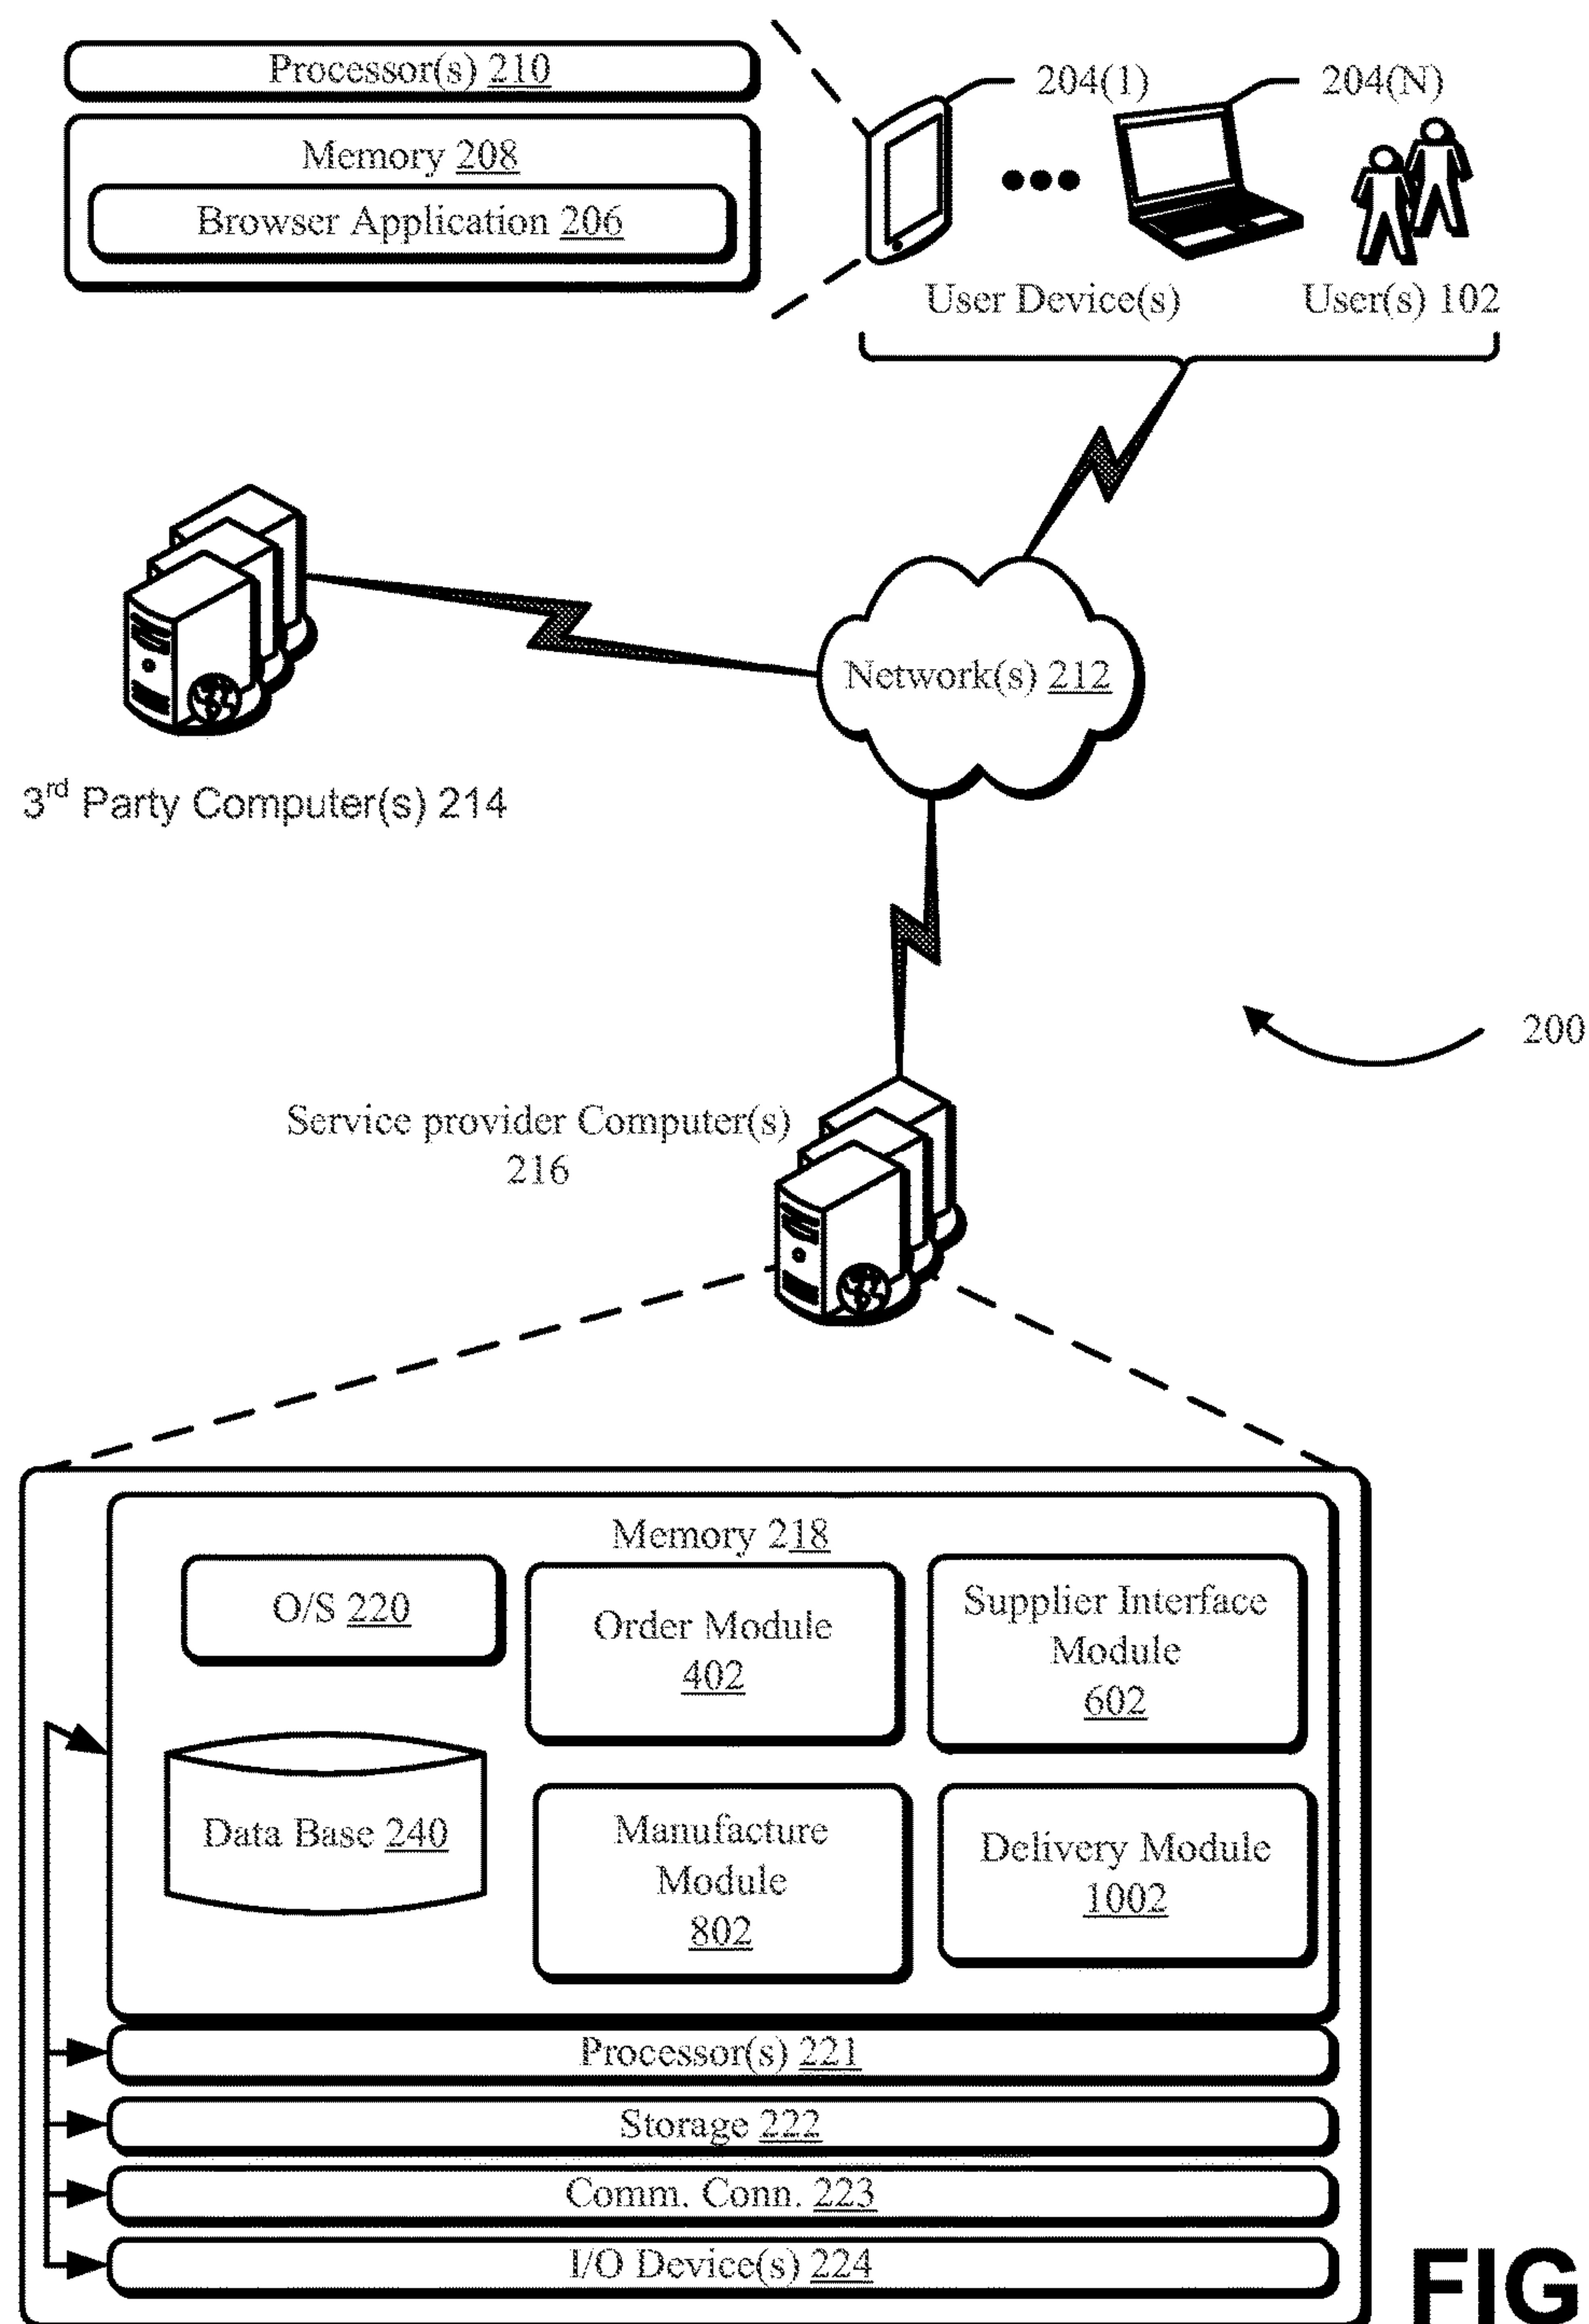 Processor(s) 210
Memory 208
Browser Application 206
204(1)
204(N)
User Device(s)
User(s) 102
Network(s) 212
3rd Party Computer(s) 214
200
Service provider Computer(s)
216
Memory 218
O/S 220
Order Module
402
Supplier Interface
Module
602
Data Base 240
Manufacture
Module
802
Delivery Module
1002
Processor(s) 221
Storage 222
Comm. Conn. 223
I/O Device(s) 224
FIG